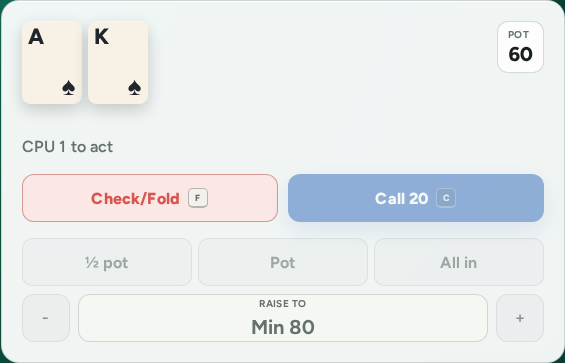 A K
POT
60
CPU 1 to act
Check/Fold F Call 20 C
½ pot Pot All in
RAISE TO
- Min 80 +